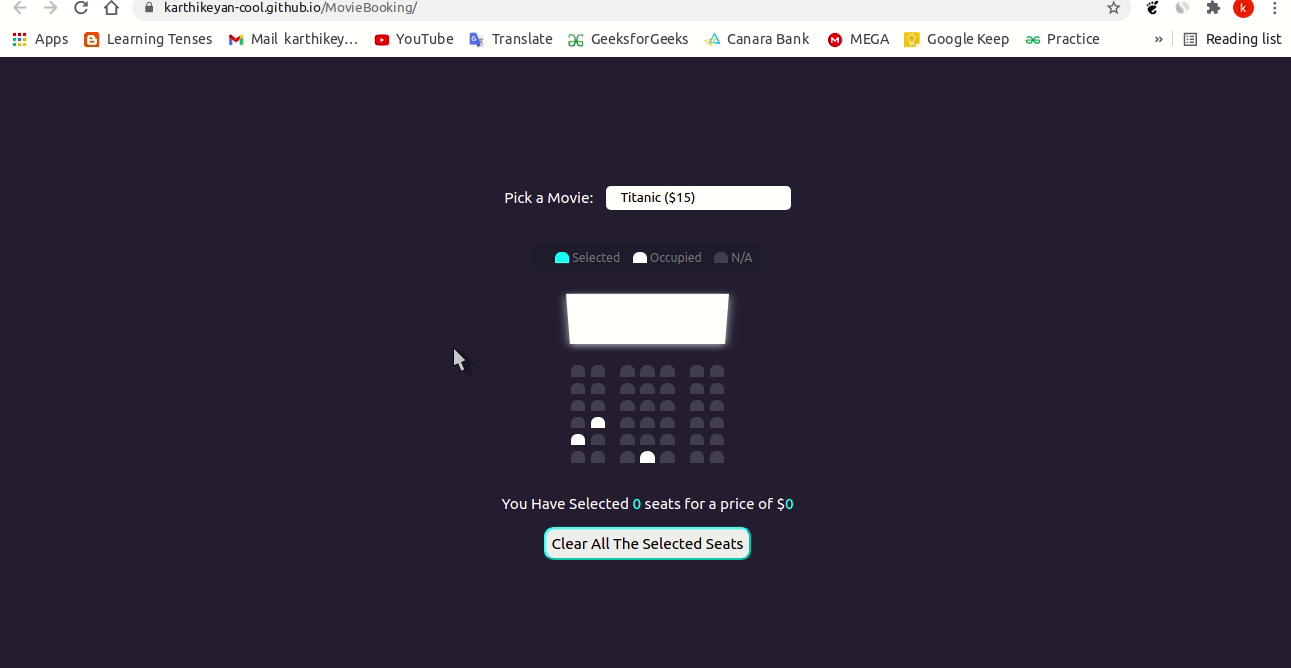 karthikeyan-cool.github.io/MovieBooking/
k
Apps Learning Tenses Mail karthikey... YouTube Translate GeeksforGeeks Canara Bank MEGA Google Keep Practice » Reading list
Pick a Movie: Titanic ($15)
Selected Occupied N/A
You Have Selected 0 seats for a price of $0
Clear All The Selected Seats